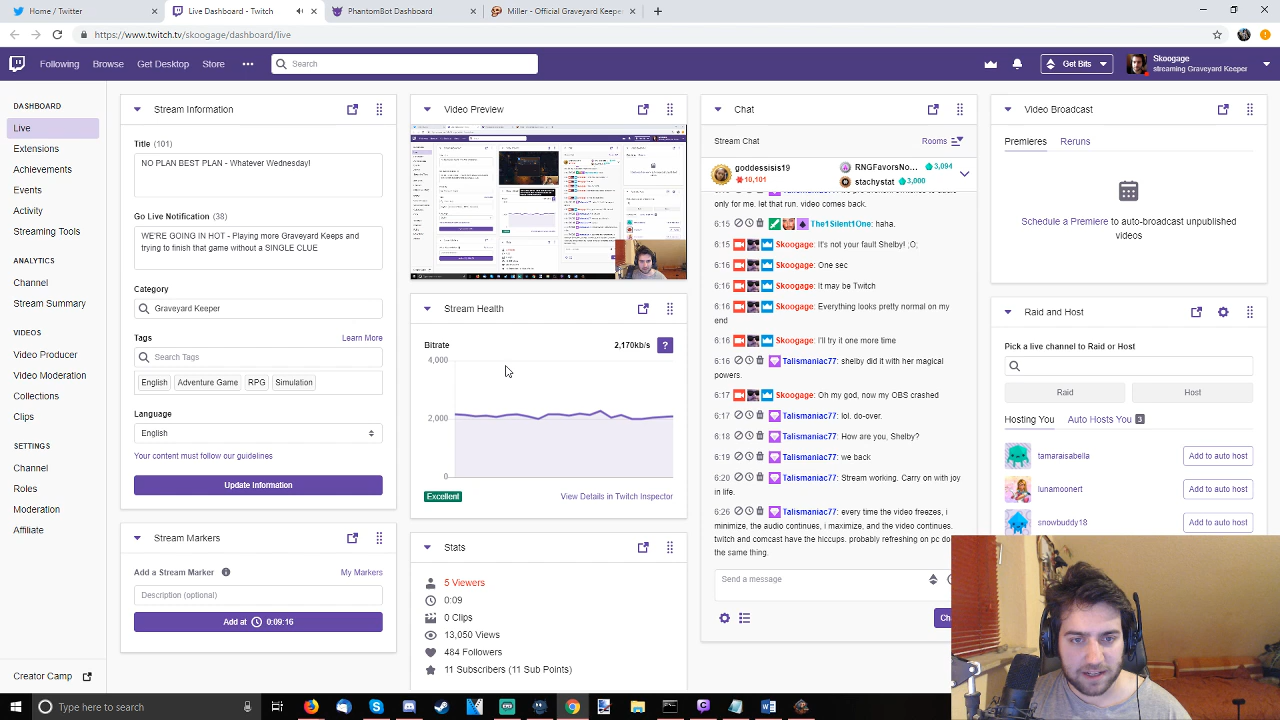 Home / Twitter
Live Dashboard - Twitch
PhantomBot Dashboard
Miller - Official Graveyard Keepe
https://www.twitch.tv/skoogage/dashboard/live
Following
Browse
Get Desktop
Store
Search
Get Bits
Skoogage
streaming Graveyard Keeper
DASHBOARD
Live
Extensions
Achievements
Events
Activity
Streaming Tools
ANALYTICS
Channel
Stream Summary
VIDEOS
Video Producer
Video Moderation
Collections
Clips
SETTINGS
Channel
Roles
Moderation
Affiliate
Creator Camp
Stream Information
Title (101)
NO PLAN BEST PLAN - Whatever Wednesday!
Go Live Notification (38)
WE'RE GOING IN HOT - Playing more Graveyard Keeps and
trying to finish that game without a SINGLE CLUE
Category
Graveyard Keeper
Tags
Learn More
Search Tags
English
Adventure Game
RPG
Simulation
Language
English
Your content must follow our guidelines
Update Information
Stream Markers
Add a Stream Marker
My Markers
Description (optional)
Add at 0:09:16
Video Preview
Stream Health
Bitrate
2,170kb/s
?
4,000
2,000
0
Excellent
View Details in Twitch Inspector
Stats
5 Viewers
0:09
0 Clips
13,050 Views
484 Followers
11 Subscribers (11 Sub Points)
Chat
Stream Chat
Rooms
goddessisis19
10,101
RNGFavorsNo...
3,094
stachystat
3,000
only for me. let that run. video comes back
6:15 The1Silent1One: haha.
6:15 Skoogage: It's not your fault Shelby! ;O;
6:16 Skoogage: One sec
6:16 Skoogage: It may be Twitch
6:16 Skoogage: Everything looks pretty normal on my
end
6:16 Skoogage: I'll try it one more time
6:16 Talismaniac77: shelby did it with her magical
powers.
6:17 Skoogage: Oh my god, now my OBS crashed
6:17 Talismaniac77: lol. do-over.
6:18 Talismaniac77: How are you, Shelby?
6:19 Talismaniac77: we back
6:20 Talismaniac77: Stream working. Carry on with joy
in life.
6:26 Talismaniac77: every time the video freezes, i
minimize, the audio continues, i maximize, and the video continues.
twitch and comcast have the hiccups. probably refreshing on pc do
the same thing.
Send a message
Video Broadcast
Premieres
Reruns
Schedule a Premiere to auto-broadcast unpublished
videos
Raid and Host
Pick a live channel to Raid or Host
Raid
Host
Hosting You
Auto Hosts You 3
tamaraisabella
Add to auto host
lunamoonert
Add to auto host
snowbuddy18
Add to auto host
Type here to search